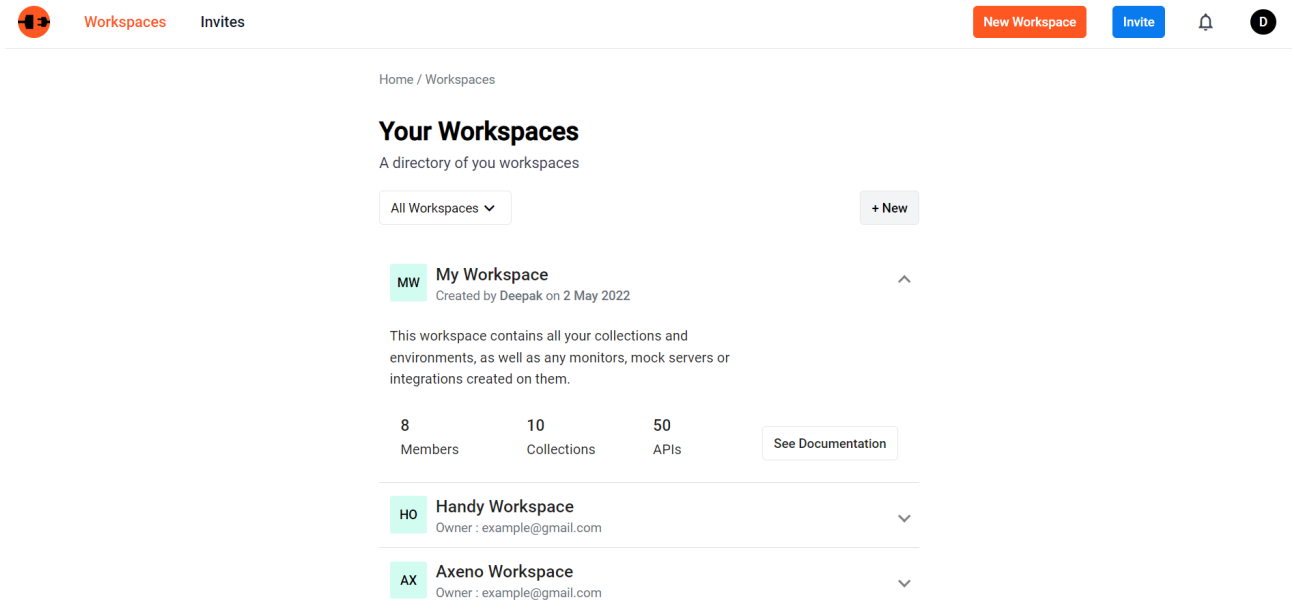 Workspaces
Invites
New Workspace
Invite
D
Home / Workspaces
Your Workspaces
A directory of you workspaces
All Workspaces
+ New
MW
My Workspace
Created by Deepak on 2 May 2022
This workspace contains all your collections and
environments, as well as any monitors, mock servers or
integrations created on them.
8
Members
10
Collections
50
APIs
See Documentation
HO
Handy Workspace
Owner : example@gmail.com
AX
Axeno Workspace
Owner : example@gmail.com